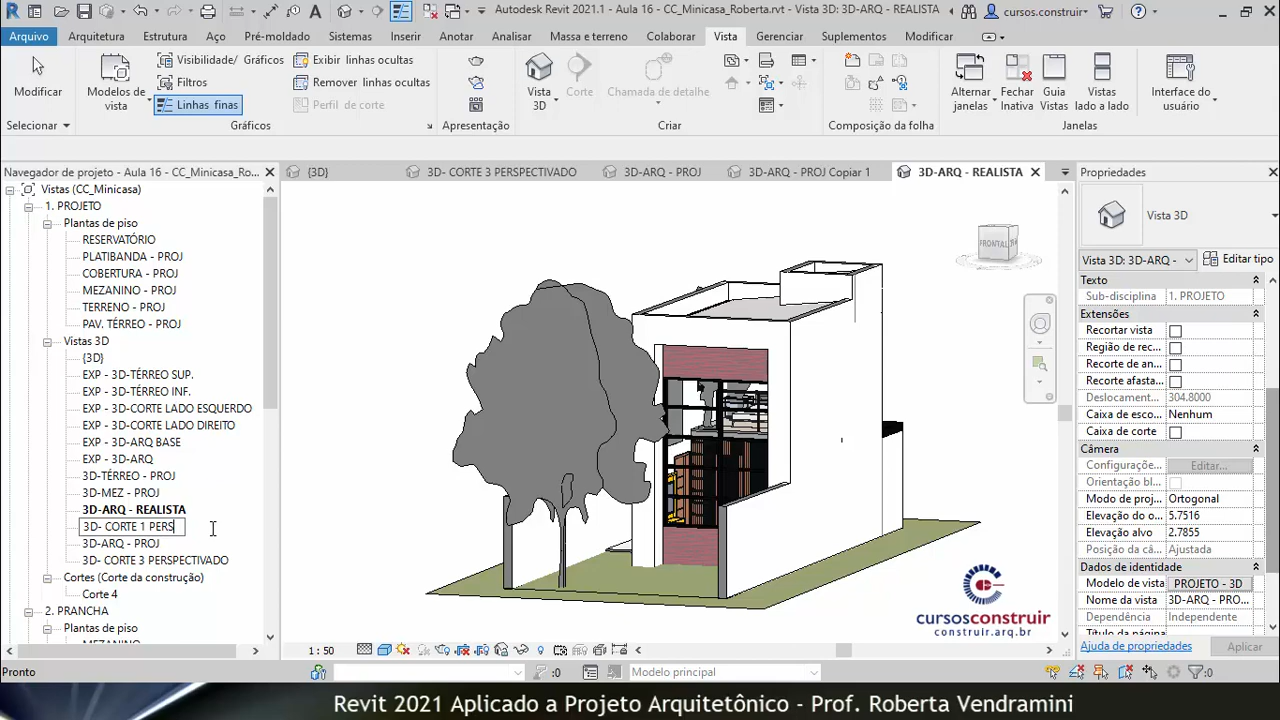 Autodesk Revit 2021.1 - Aula 16 - CC_Minicasa_Roberta.rvt - Vista 3D: 3D-ARQ - REALISTA
cursos.construir
Arquivo Arquitetura Estrutura Aço Pré-moldado Sistemas Inserir Anotar Analisar Massa e terreno Colaborar Vista Gerenciar Suplementos Modificar
Modificar
Modelos de vista
Visibilidade/ Gráficos
Filtros
Linhas finas
Exibir linhas ocultas
Remover linhas ocultas
Perfil de corte
Vista 3D
Corte
Chamada de detalhe
Alternar janelas
Fechar Inativa
Guia Vistas
Vistas lado a lado
Interface do usuário
Selecionar Gráficos Apresentação Criar Composição da folha Janelas
Navegador de projeto - Aula 16 - CC_Minicasa_Ro...
{3D} 3D- CORTE 3 PERSPECTIVADO 3D-ARQ - PROJ 3D-ARQ - PROJ Copiar 1 3D-ARQ - REALISTA
Vistas (CC_Minicasa)
1. PROJETO
Plantas de piso
RESERVATÓRIO
PLATIBANDA - PROJ
COBERTURA - PROJ
MEZANINO - PROJ
TERRENO - PROJ
PAV. TÉRREO - PROJ
Vistas 3D
{3D}
EXP - 3D-TÉRREO SUP.
EXP - 3D-TÉRREO INF.
EXP - 3D-CORTE LADO ESQUERDO
EXP - 3D-CORTE LADO DIREITO
EXP - 3D-ARQ BASE
EXP - 3D-ARQ
3D-TÉRREO - PROJ
3D-MEZ - PROJ
3D-ARQ - REALISTA
3D- CORTE 1 PERS
3D-ARQ - PROJ
3D- CORTE 3 PERSPECTIVADO
Cortes (Corte da construção)
Corte 4
2. PRANCHA
Plantas de piso
MEZANINO
FRONTAL
cursosconstruir
construir.arq.br
Propriedades
Vista 3D
Vista 3D: 3D-ARQ - Editar tipo
Texto
Sub-disciplina 1. PROJETO
Extensões
Recortar vista
Região de rec...
Recorte de an...
Recorte afasta...
Deslocament... 304.8000
Caixa de esco... Nenhum
Caixa de corte
Câmera
Configuraçõe... Editar...
Orientação bl...
Modo de proj... Ortogonal
Elevação do o... 5.7516
Elevação alvo 2.7855
Posição da câ... Ajustada
Dados de identidade
Modelo de vista PROJETO - 3D
Nome da vista 3D-ARQ - PRO...
Dependência Independente
Título da página
Ajuda de propriedades Aplicar
1 : 50
Pronto :0 Modelo principal :0
Revit 2021 Aplicado a Projeto Arquitetônico - Prof. Roberta Vendramini